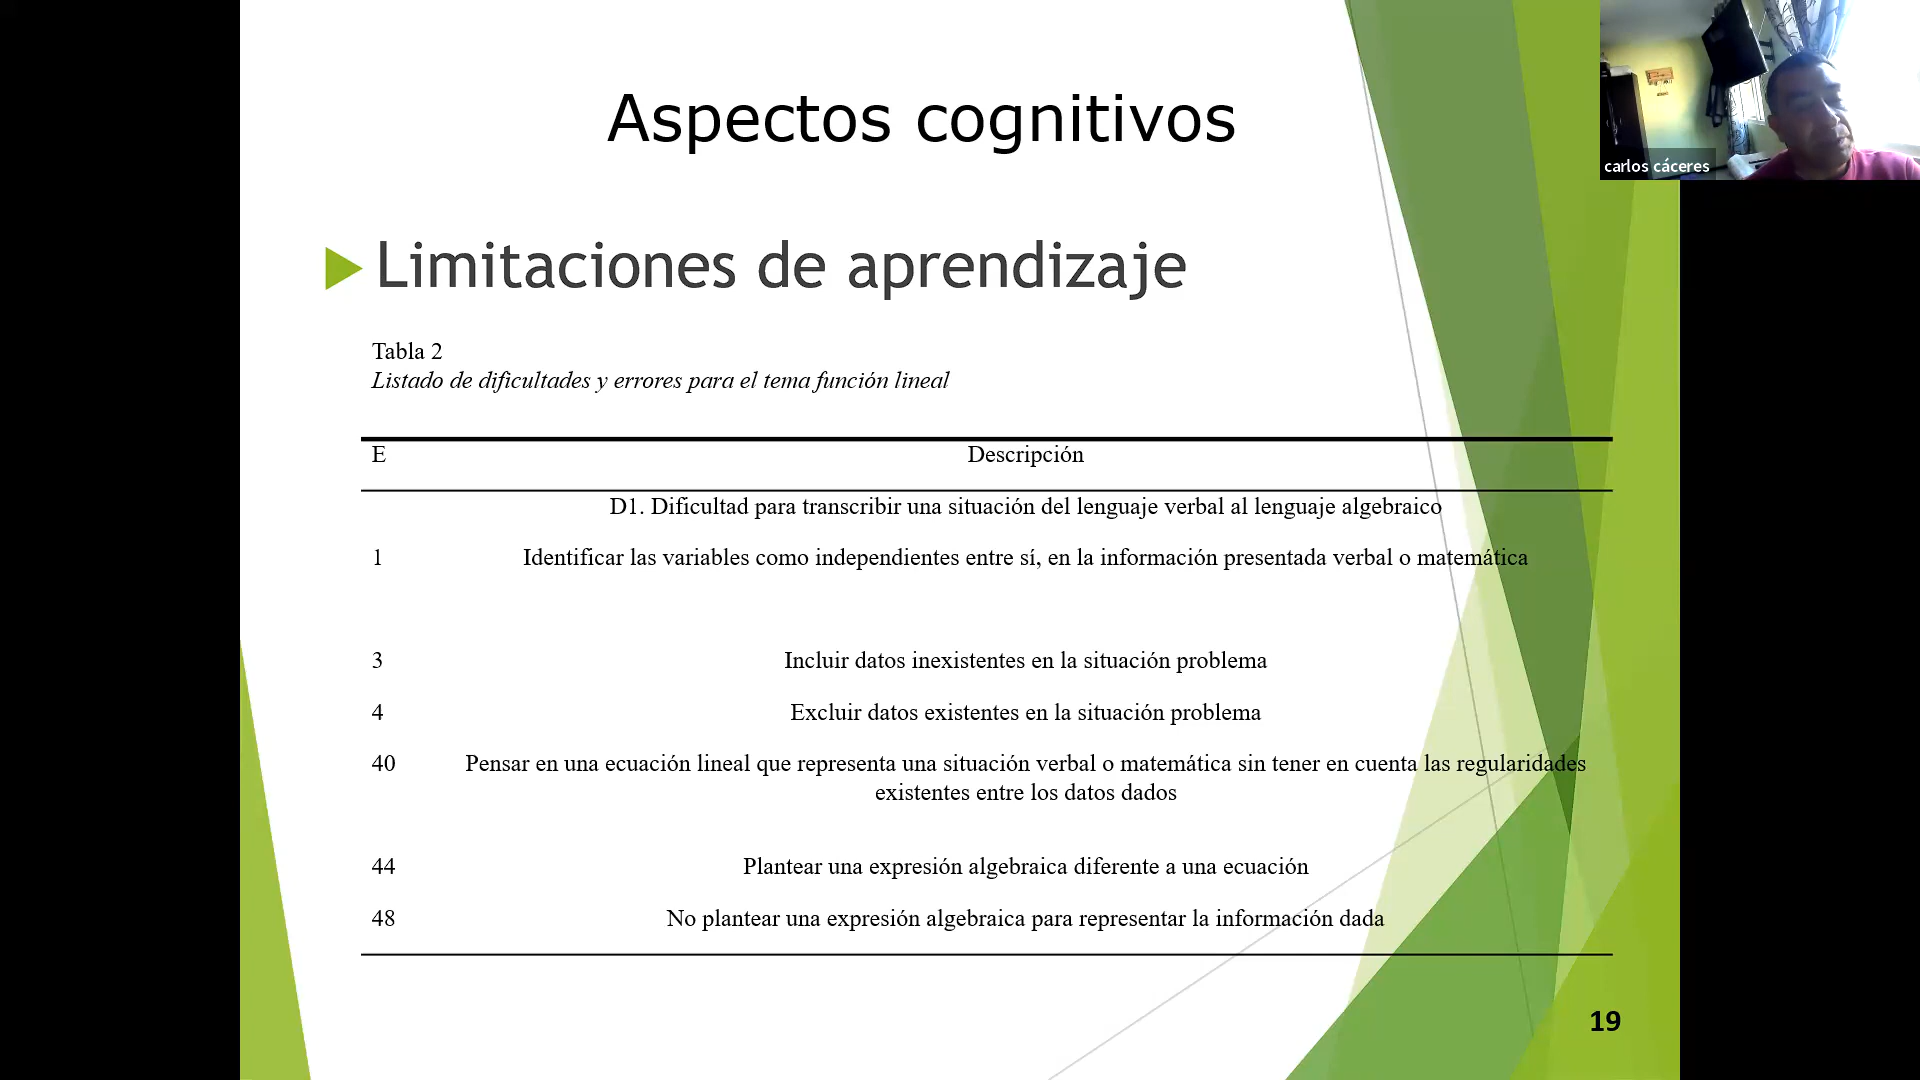 Aspectos cognitivos
carlos cáceres
Limitaciones de aprendizaje
Tabla 2
Listado de dificultades y errores para el tema función lineal
E Descripción
D1. Dificultad para transcribir una situación del lenguaje verbal al lenguaje algebraico
1 Identificar las variables como independientes entre sí, en la información presentada verbal o matemática
3 Incluir datos inexistentes en la situación problema
4 Excluir datos existentes en la situación problema
40 Pensar en una ecuación lineal que representa una situación verbal o matemática sin tener en cuenta las regularidades
existentes entre los datos dados
44 Plantear una expresión algebraica diferente a una ecuación
48 No plantear una expresión algebraica para representar la información dada
19